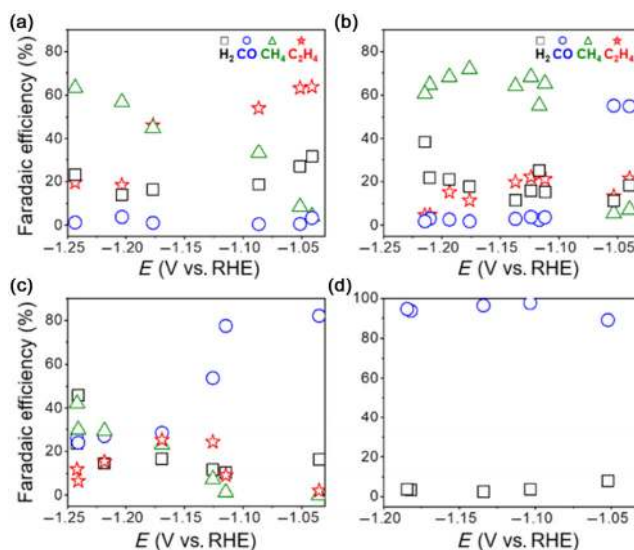 (a)
H₂ CO CH₄ C₂H₄
80
60
40
20
0
Faradaic efficiency (%)
-1.25 -1.20 -1.15 -1.10 -1.05
E (V vs. RHE)
(b)
H₂ CO CH₄ C₂H₄
80
60
40
20
0
-1.25 -1.20 -1.15 -1.10 -1.05
E (V vs. RHE)
(c)
80
60
40
20
0
Faradaic efficiency (%)
-1.25 -1.20 -1.15 -1.10 -1.05
E (V vs. RHE)
(d)
100
80
60
40
20
0
-1.20 -1.15 -1.10 -1.05
E (V vs. RHE)